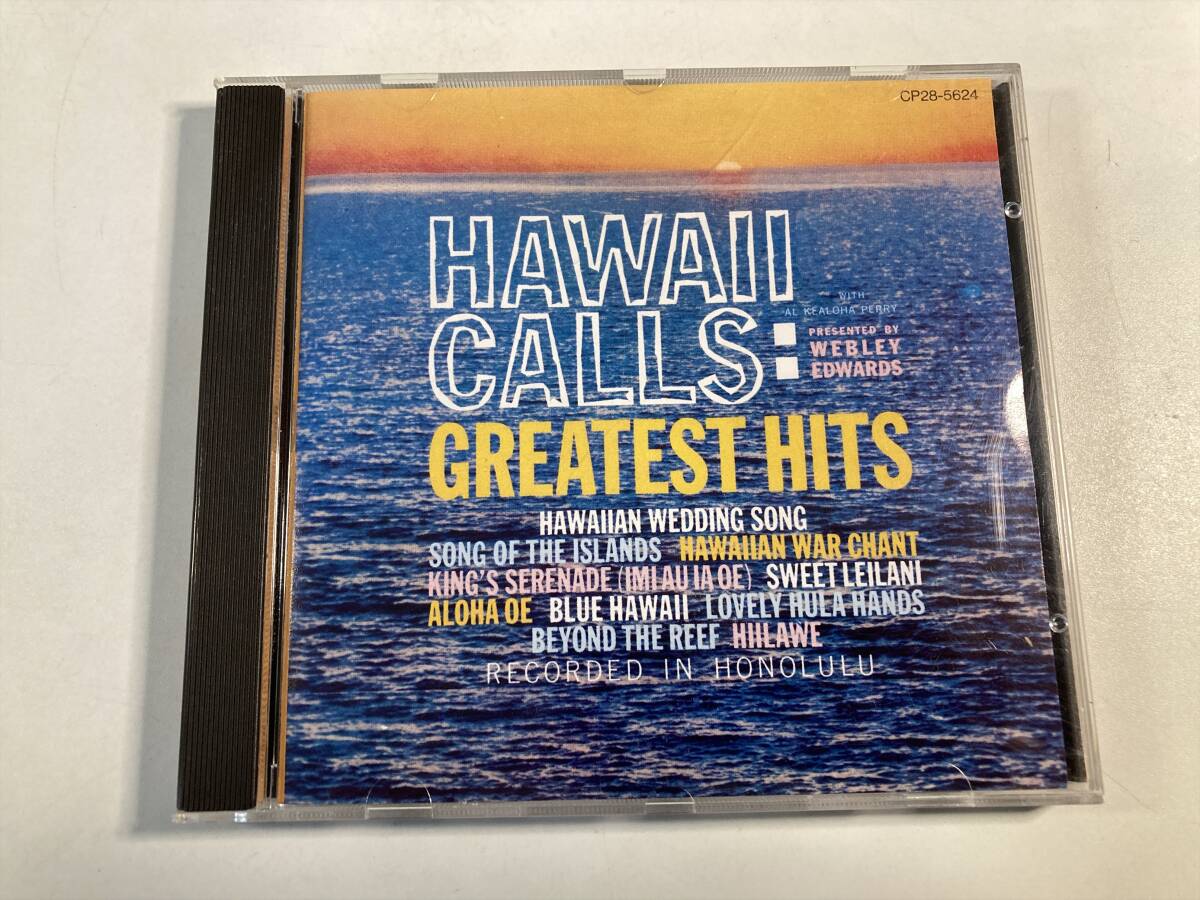 CP28-5624
HAWAII
CALLS:
WITH
AL KEALOHA PERRY
PRESENTED BY
WEBLEY
EDWARDS
GREATEST HITS
HAWAIIAN WEDDING SONG
SONG OF THE ISLANDS HAWAIIAN WAR CHANT
KING'S SERENADE (IMI AU IA OE) SWEET LEILANI
ALOHA OE BLUE HAWAII LOVELY HULA HANDS
BEYOND THE REEF HIILAWE
RECORDED IN HONOLULU